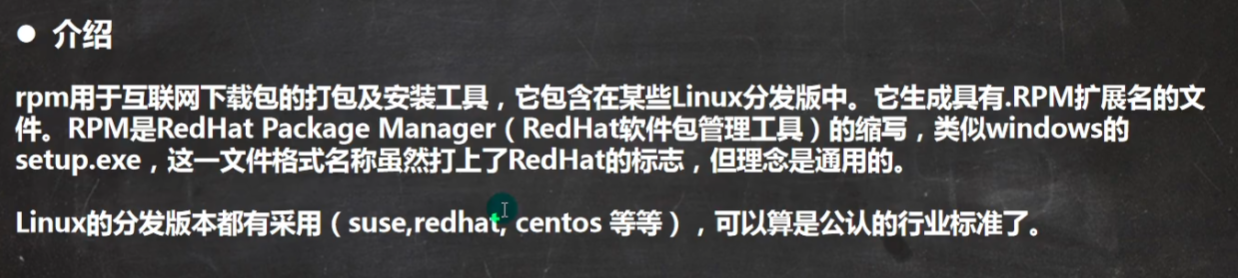 ● 介绍
rpm用于互联网下载包的打包及安装工具，它包含在某些Linux分发版中。它生成具有.RPM扩展名的文
件。RPM是RedHat Package Manager（RedHat软件包管理工具）的缩写，类似windows的
setup.exe，这一文件格式名称虽然打上了RedHat的标志，但理念是通用的。
Linux的分发版本都有采用（suse,redhat, centos 等等），可以算是公认的行业标准了。